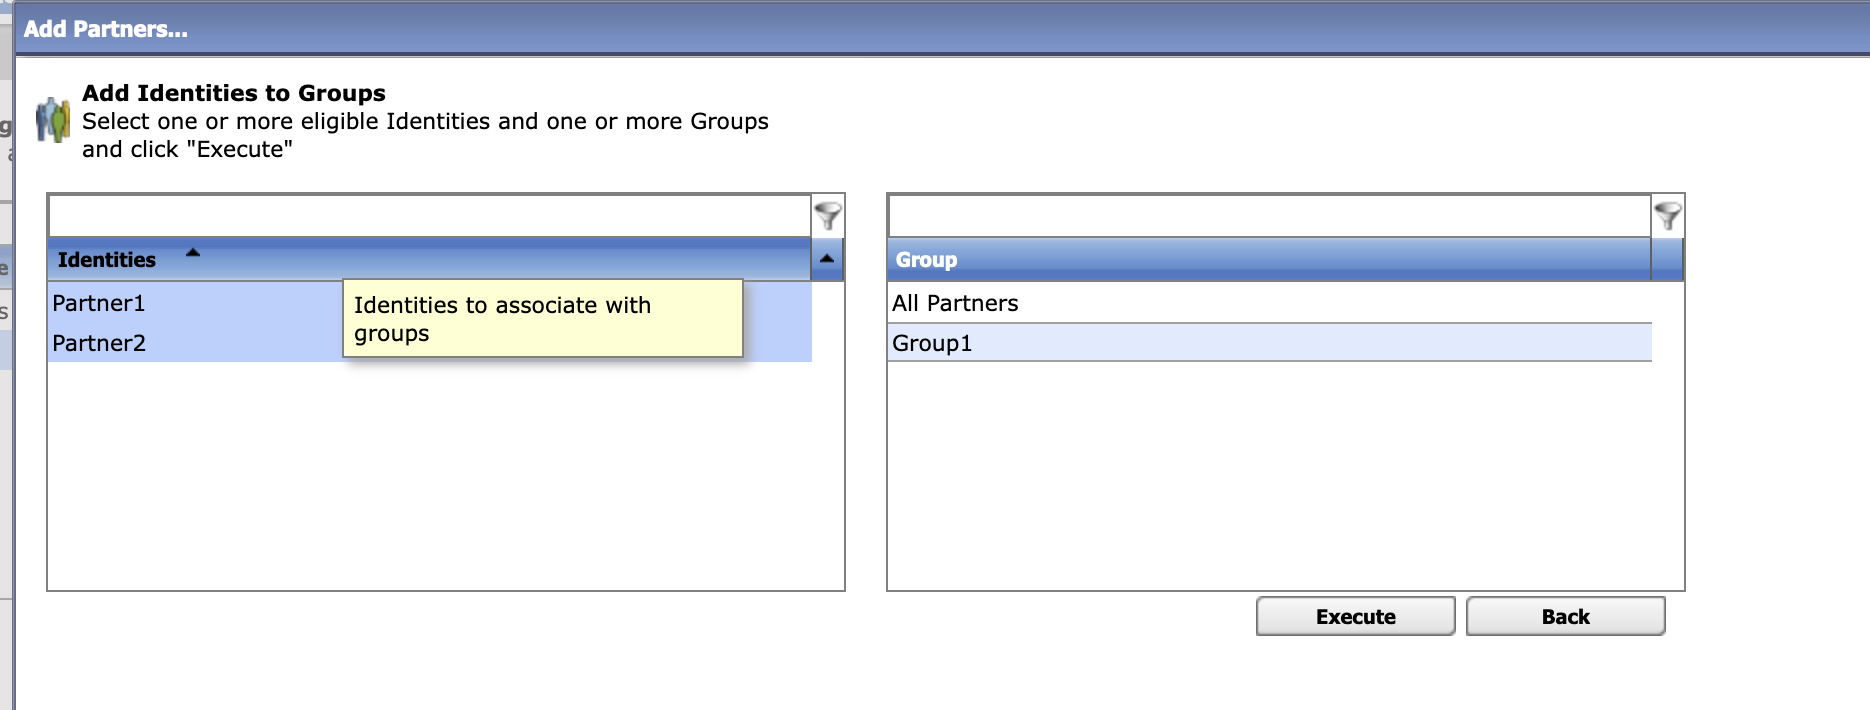 Add Partners...
Add Identities to Groups
Select one or more eligible Identities and one or more Groups
and click "Execute"
Identities
Group
Partner1
Identities to associate with
groups
All Partners
Partner2
Group1
Execute
Back